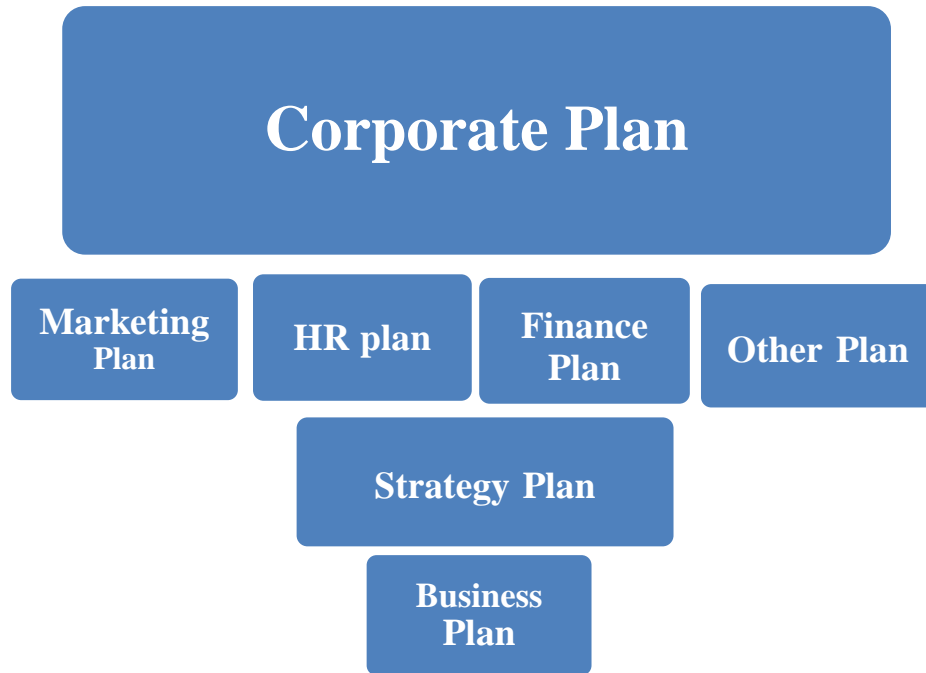 Corporate Plan
Marketing
Plan
HR plan
Finance
Plan
Other Plan
Strategy Plan
Business
Plan